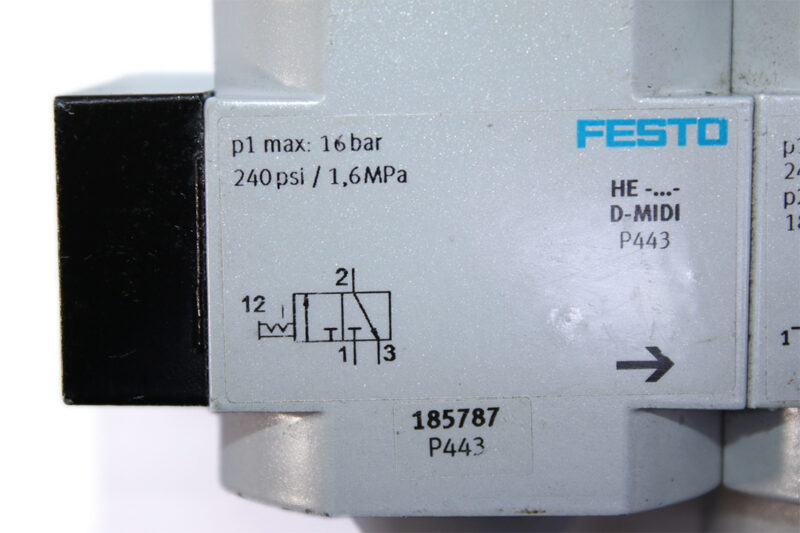 p1 max: 16 bar
240 psi / 1,6 MPa
FESTO
HE -...-
D-MIDI
P443
2
12
1 3
185787
P443
1